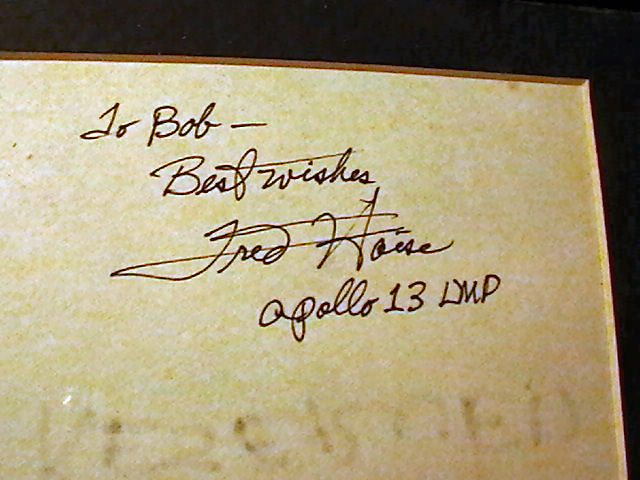 To Bob —
Best wishes,
Fred Haise
Apollo 13 LMP